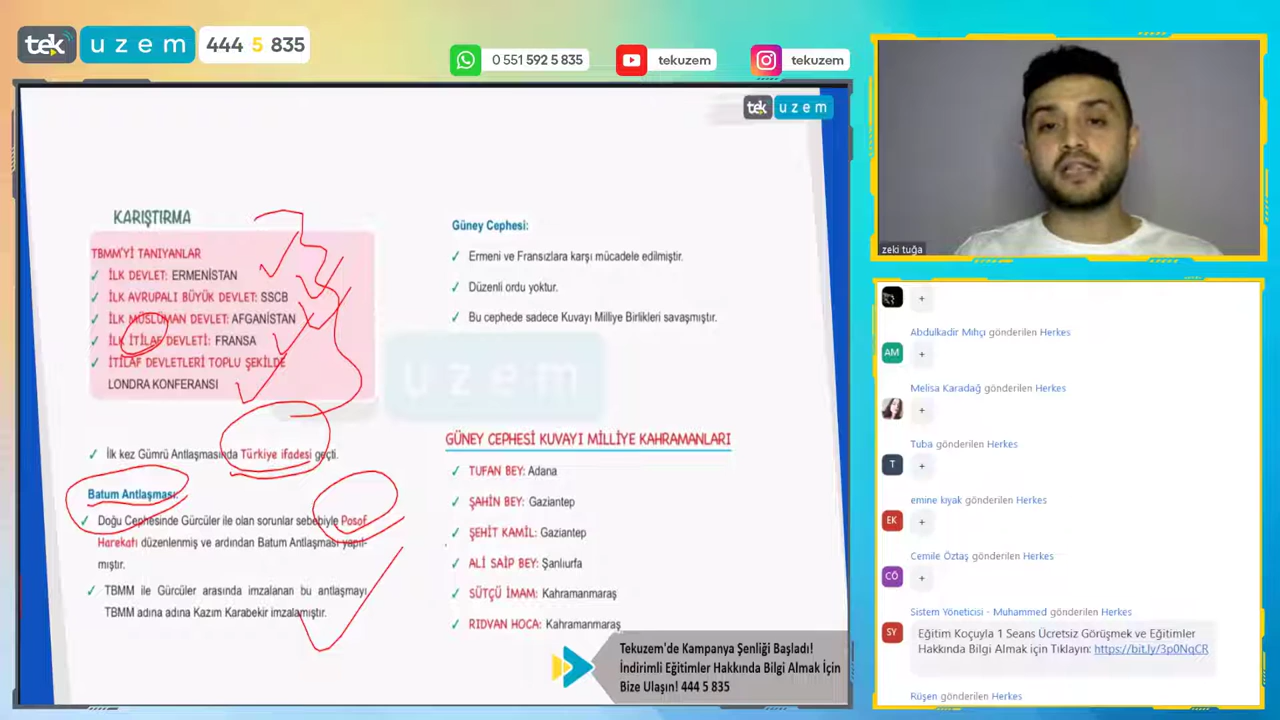 tek uzem 444 5 835
0 551 592 5 835
tekuzem
tekuzem
tek uzem
KARIŞTIRMA
TBMM'Yİ TANIYANLAR
✓ İLK DEVLET: ERMENİSTAN
✓ İLK AVRUPALI BÜYÜK DEVLET: SSCB
✓ İLK MÜSLÜMAN DEVLET: AFGANİSTAN
✓ İLK İTİLAF DEVLETİ: FRANSA
✓ İTİLAF DEVLETLERİ TOPLU ŞEKİLDE
LONDRA KONFERANSI
✓ İlk kez Gümrü Antlaşmasında Türkiye ifadesi geçti.
Batum Antlaşması:
✓ Doğu Cephesinde Gürcüler ile olan sorunlar sebebiyle Posof
Harekatı düzenlenmiş ve ardından Batum Antlaşması yapıl-
mıştır.
✓ TBMM ile Gürcüler arasında imzalanan bu antlaşmayı
TBMM adına adına Kazım Karabekir imzalamıştır.
Güney Cephesi:
✓ Ermeni ve Fransızlara karşı mücadele edilmiştir.
✓ Düzenli ordu yoktur.
✓ Bu cephede sadece Kuvayı Milliye Birlikleri savaşmıştır.
uzem
GÜNEY CEPHESİ KUVAYI MİLLİYE KAHRAMANLARI
✓ TUFAN BEY: Adana
✓ ŞAHİN BEY: Gaziantep
✓ ŞEHİT KAMİL: Gaziantep
✓ ALİ SAİP BEY: Şanlıurfa
✓ SÜTÇÜ İMAM: Kahramanmaraş
✓ RIDVAN HOCA: Kahramanmaraş
Tekuzem'de Kampanya Şenliği Başladı!
İndirimli Eğitimler Hakkında Bilgi Almak İçin
Bize Ulaşın! 444 5 835
zeki tuğa
+
Abdulkadir Mıhçı gönderilen Herkes
AM +
Melisa Karadağ gönderilen Herkes
+
Tuba gönderilen Herkes
T +
emine kıyak gönderilen Herkes
EK +
Cemile Öztaş gönderilen Herkes
CÖ +
Sistem Yöneticisi - Muhammed gönderilen Herkes
SY Eğitim Koçuyla 1 Seans Ücretsiz Görüşmek ve Eğitimler
Hakkında Bilgi Almak için Tıklayın: https://bit.ly/3p0NqCR
Rüşen gönderilen Herkes